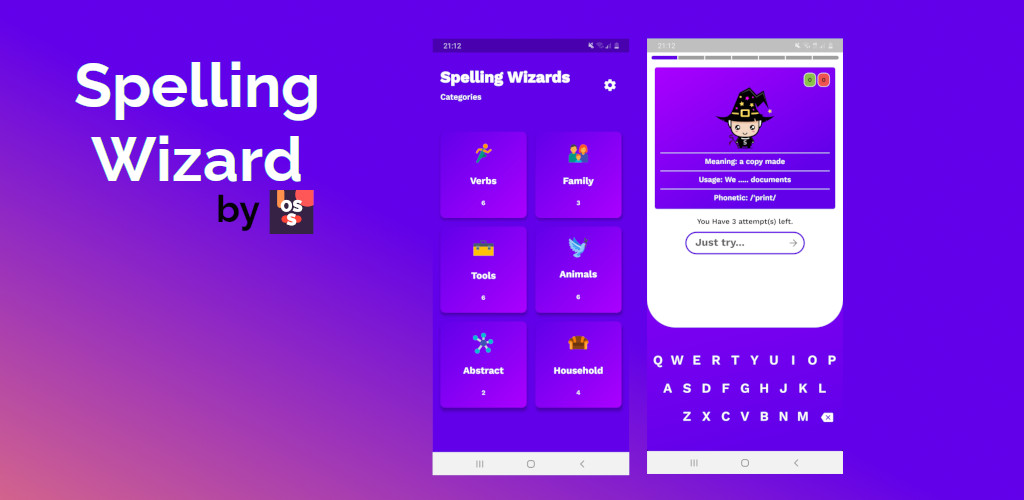 Spelling
Wizard
by OS
S
21:12
Spelling Wizards
Categories
Verbs
6
Family
3
Tools
6
Animals
6
Abstract
2
Household
4
21:12
0 0
S
Meaning: a copy made
Usage: We ..... documents
Phonetic: /'print/
You Have 3 attempt(s) left.
Just try...
Q W E R T Y U I O P
A S D F G H J K L
Z X C V B N M